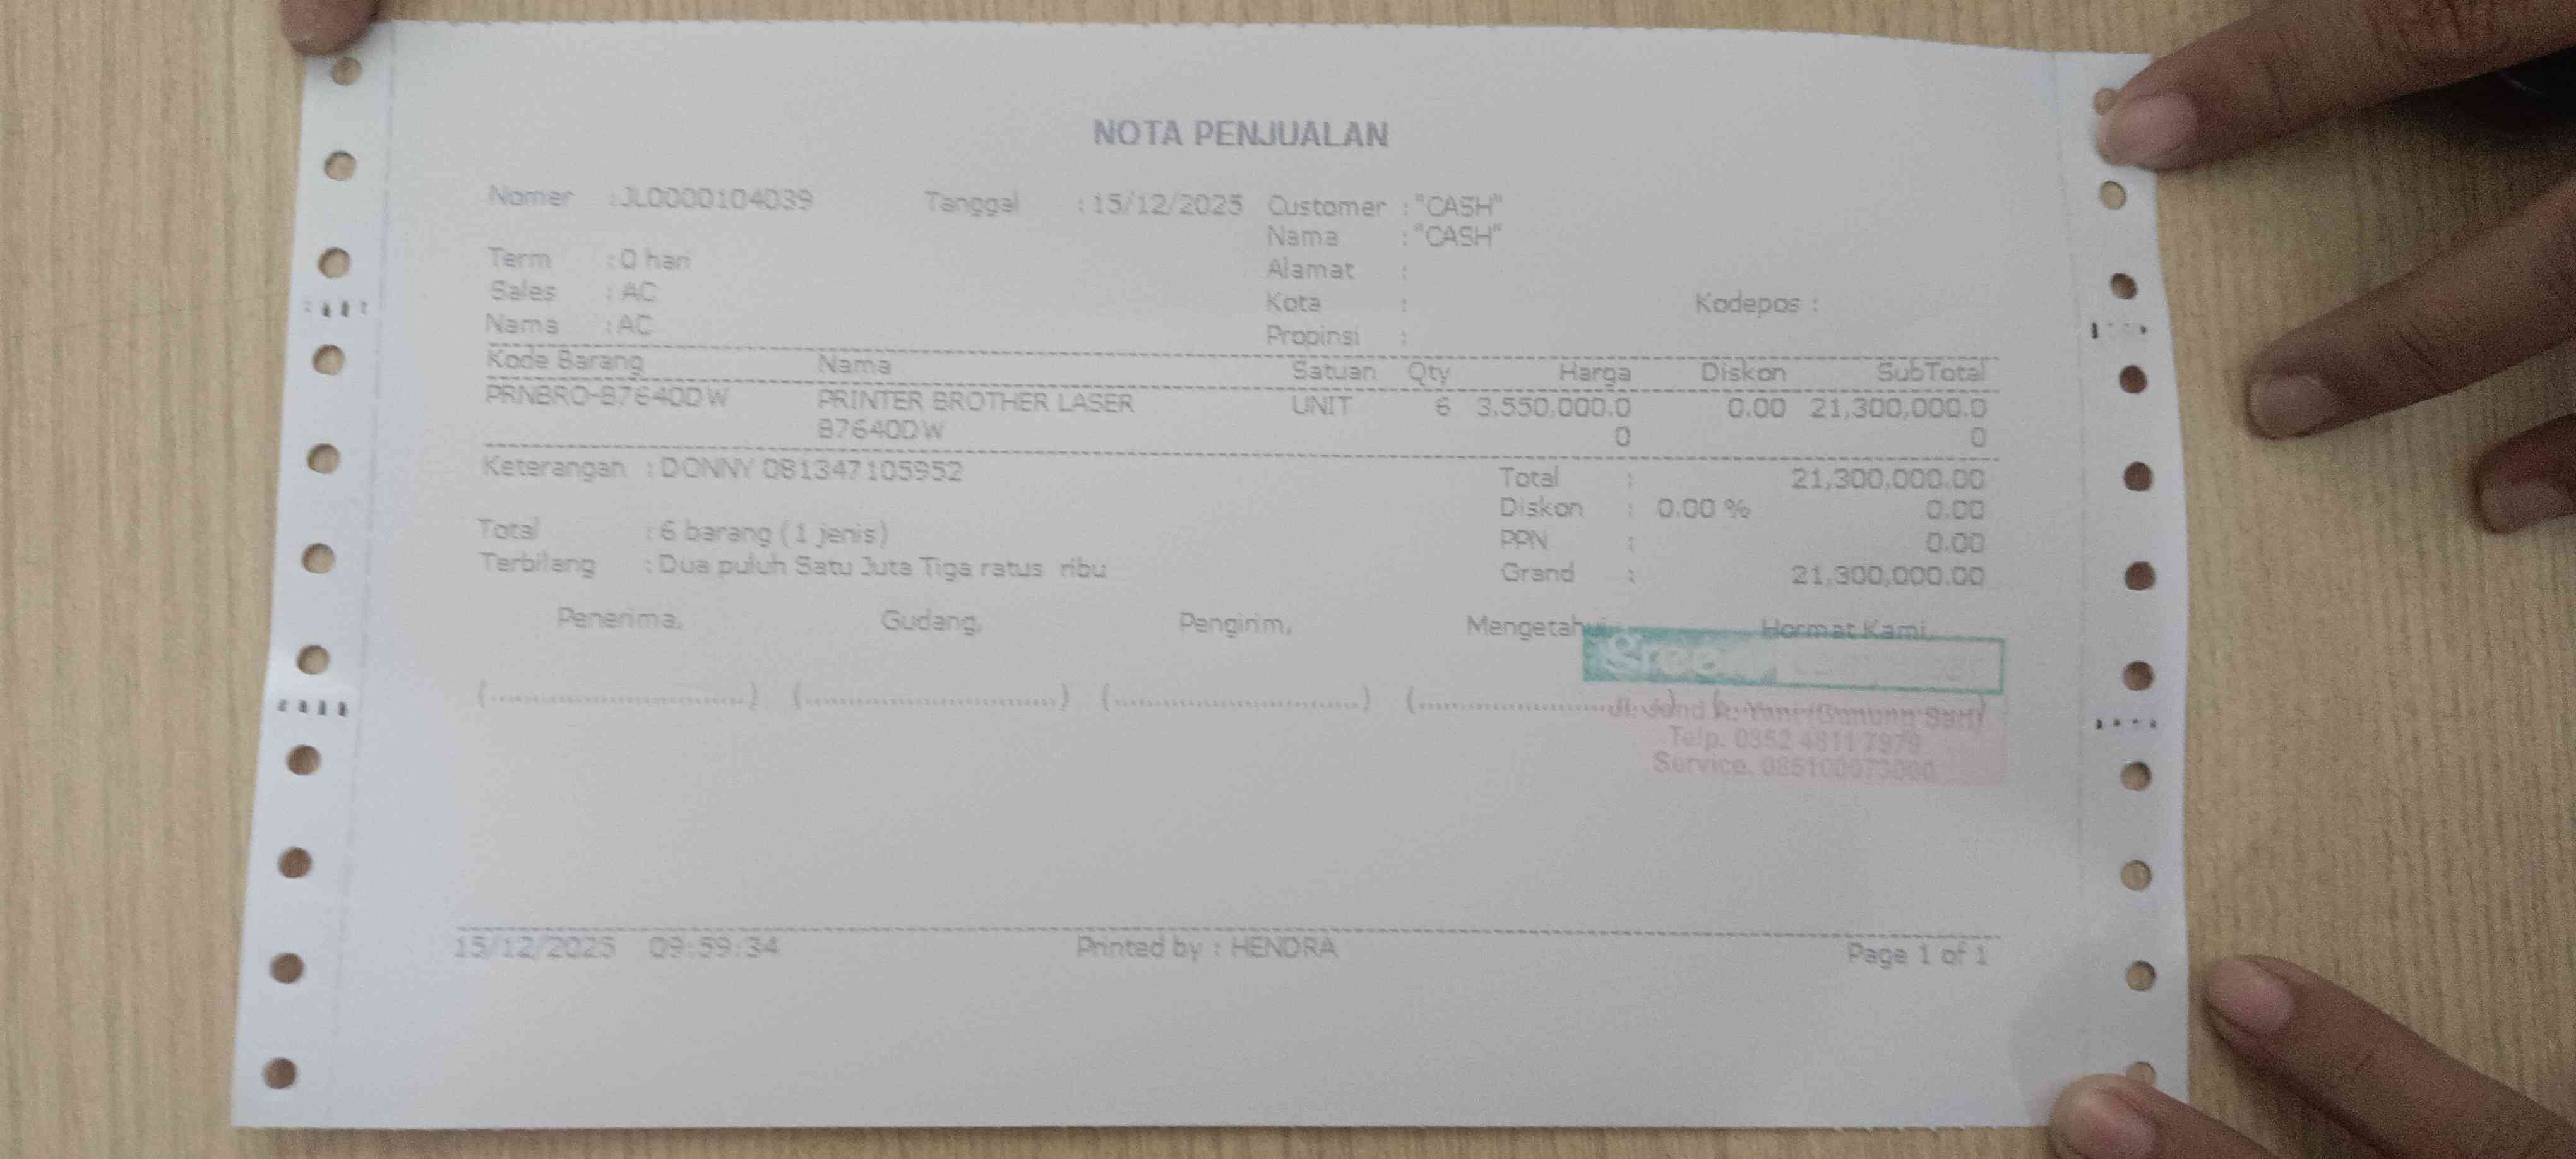 NOTA PENJUALAN
Nomer :JL0000104039 Tanggal :15/12/2025 Customer :"CASH"
Nama :"CASH"
Term :0 hari Alamat :
Sales :AC Kota : Kodepos :
Nama :AC Propinsi :
Kode Barang Nama Satuan Qty Harga Diskon SubTotal
PRNBRO-B7640DW PRINTER BROTHER LASER UNIT 6 3,550,000.0 0.00 21,300,000.0
B7640DW 0 0
Keterangan :DONNY 081347105952 Total : 21,300,000.00
Diskon : 0.00 % 0.00
Total :6 barang (1 jenis) PPN : 0.00
Terbilang :Dua puluh Satu Juta Tiga ratus ribu Grand : 21,300,000.00
Penerima, Gudang, Pengirim, Mengetahui, Hormat Kami,
(..........................) (..........................) (..........................) (..........................) ( )
Telp. 0852 4811 7979
Service.
15/12/2025 09:59:34 Printed by : HENDRA Page 1 of 1